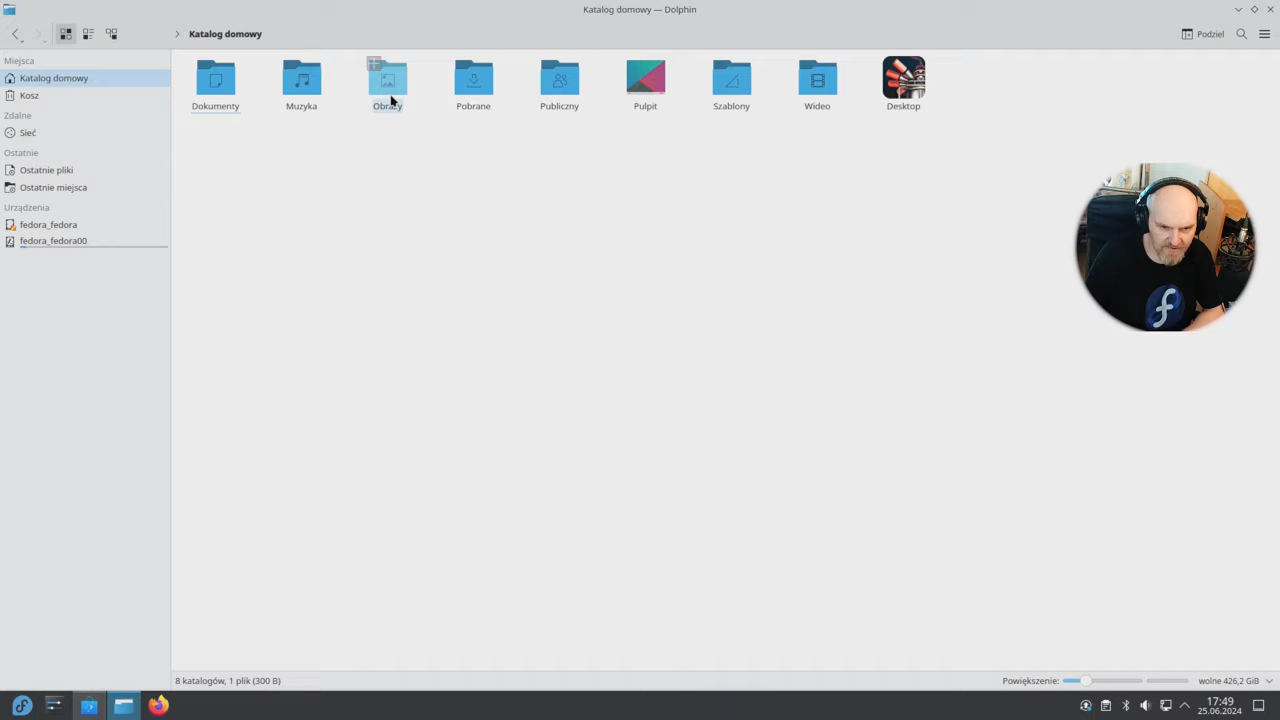 Katalog domowy — Dolphin
Katalog domowy
Podziel
Miejsca
Katalog domowy
Kosz
Zdalne
Sieć
Ostatnie
Ostatnie pliki
Ostatnie miejsca
Urządzenia
fedora_fedora
fedora_fedora00
Dokumenty
Muzyka
Obrazy
Pobrane
Publiczny
Pulpit
Szablony
Wideo
Desktop
8 katalogów, 1 plik (300 B)
Powiększenie:
wolne 426,2 GiB
17:49
25.06.2024